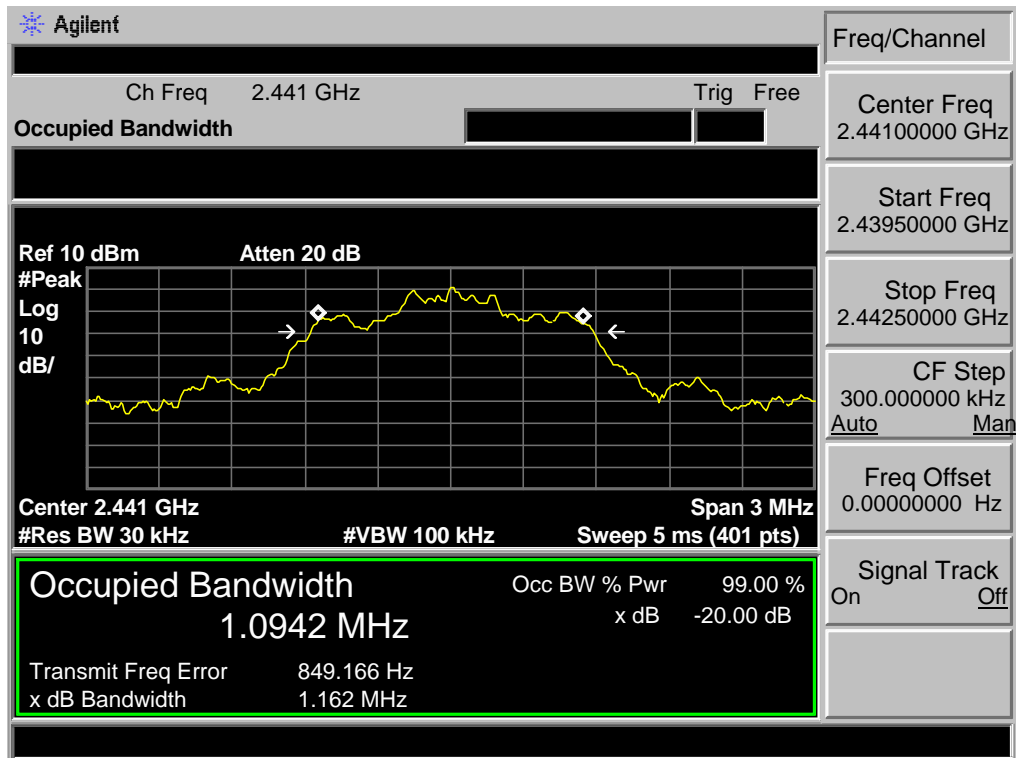 Agilent
Freq/Channel
Ch Freq 2.441 GHz Trig Free
Occupied Bandwidth
Center Freq
2.44100000 GHz
Start Freq
2.43950000 GHz
Stop Freq
2.44250000 GHz
CF Step
300.000000 kHz
Auto Man
Freq Offset
0.00000000 Hz
Signal Track
On Off
Ref 10 dBm Atten 20 dB
#Peak
Log
10
dB/
Center 2.441 GHz Span 3 MHz
#Res BW 30 kHz #VBW 100 kHz Sweep 5 ms (401 pts)
Occupied Bandwidth Occ BW % Pwr 99.00 %
1.0942 MHz x dB -20.00 dB
Transmit Freq Error 849.166 Hz
x dB Bandwidth 1.162 MHz